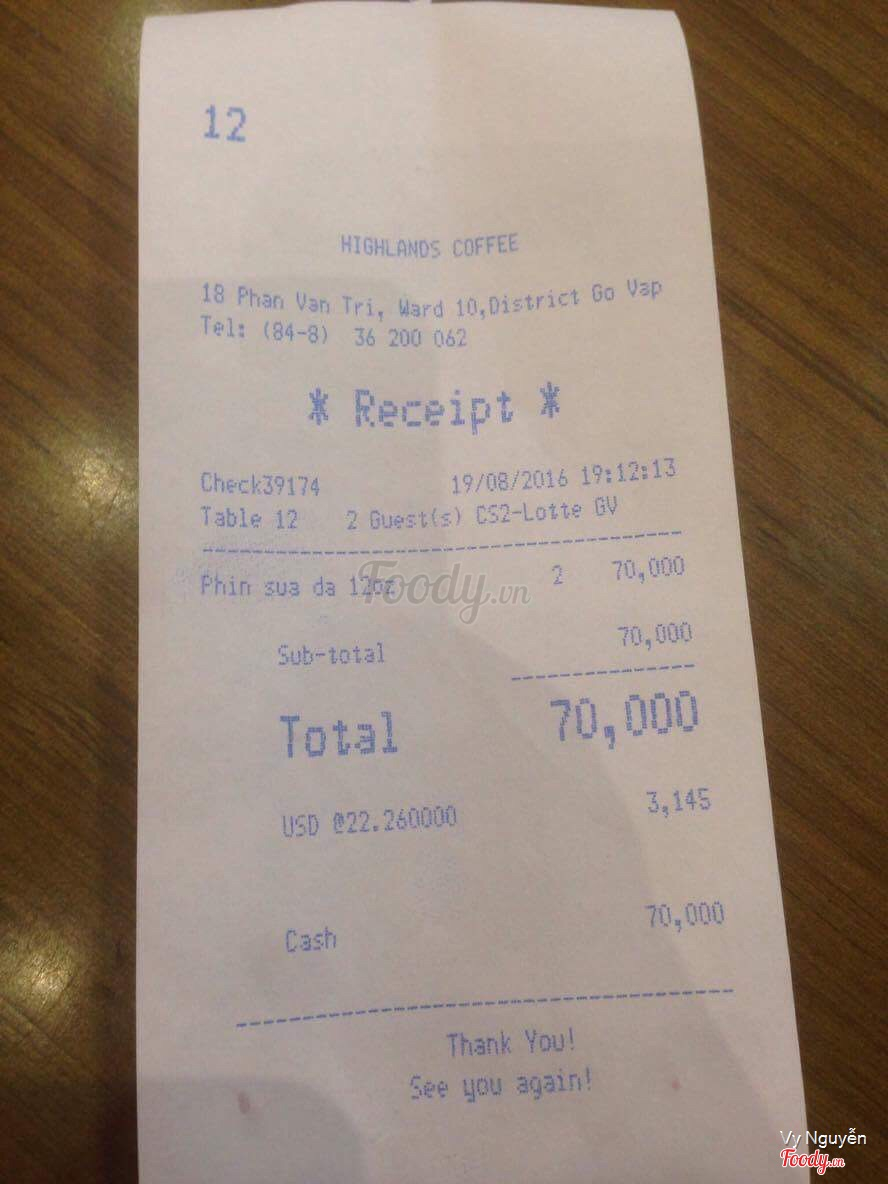 12
HIGHLANDS COFFEE
18 Phan Van Tri, Ward 10,District Go Vap
Tel: (84-8) 36 200 062
* Receipt *
Check39174 19/08/2016 19:12:13
Table 12 2 Guest(s) CS2-Lotte GV
Phin sua da 12oz 2 70,000
Foody.vn
Sub-total 70,000
Total 70,000
USD @22.260000 3,145
Cash 70,000
Thank You!
See you again!
Vy Nguyễn
Foody.vn